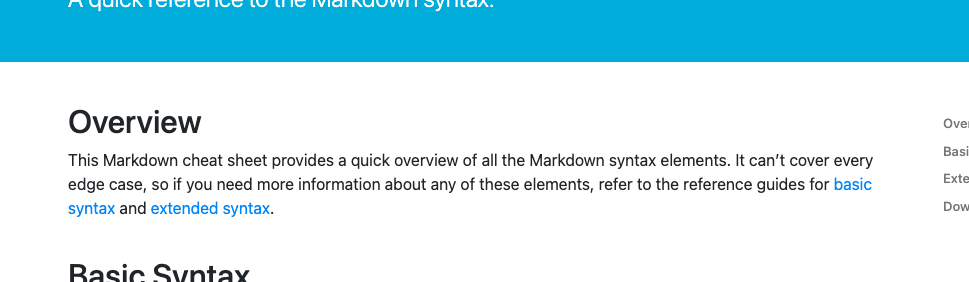 A quick reference to the Markdown syntax.
Overview
This Markdown cheat sheet provides a quick overview of all the Markdown syntax elements. It can’t cover every
edge case, so if you need more information about any of these elements, refer to the reference guides for basic
syntax and extended syntax.
Basic Syntax
Over
Basi
Exte
Dow